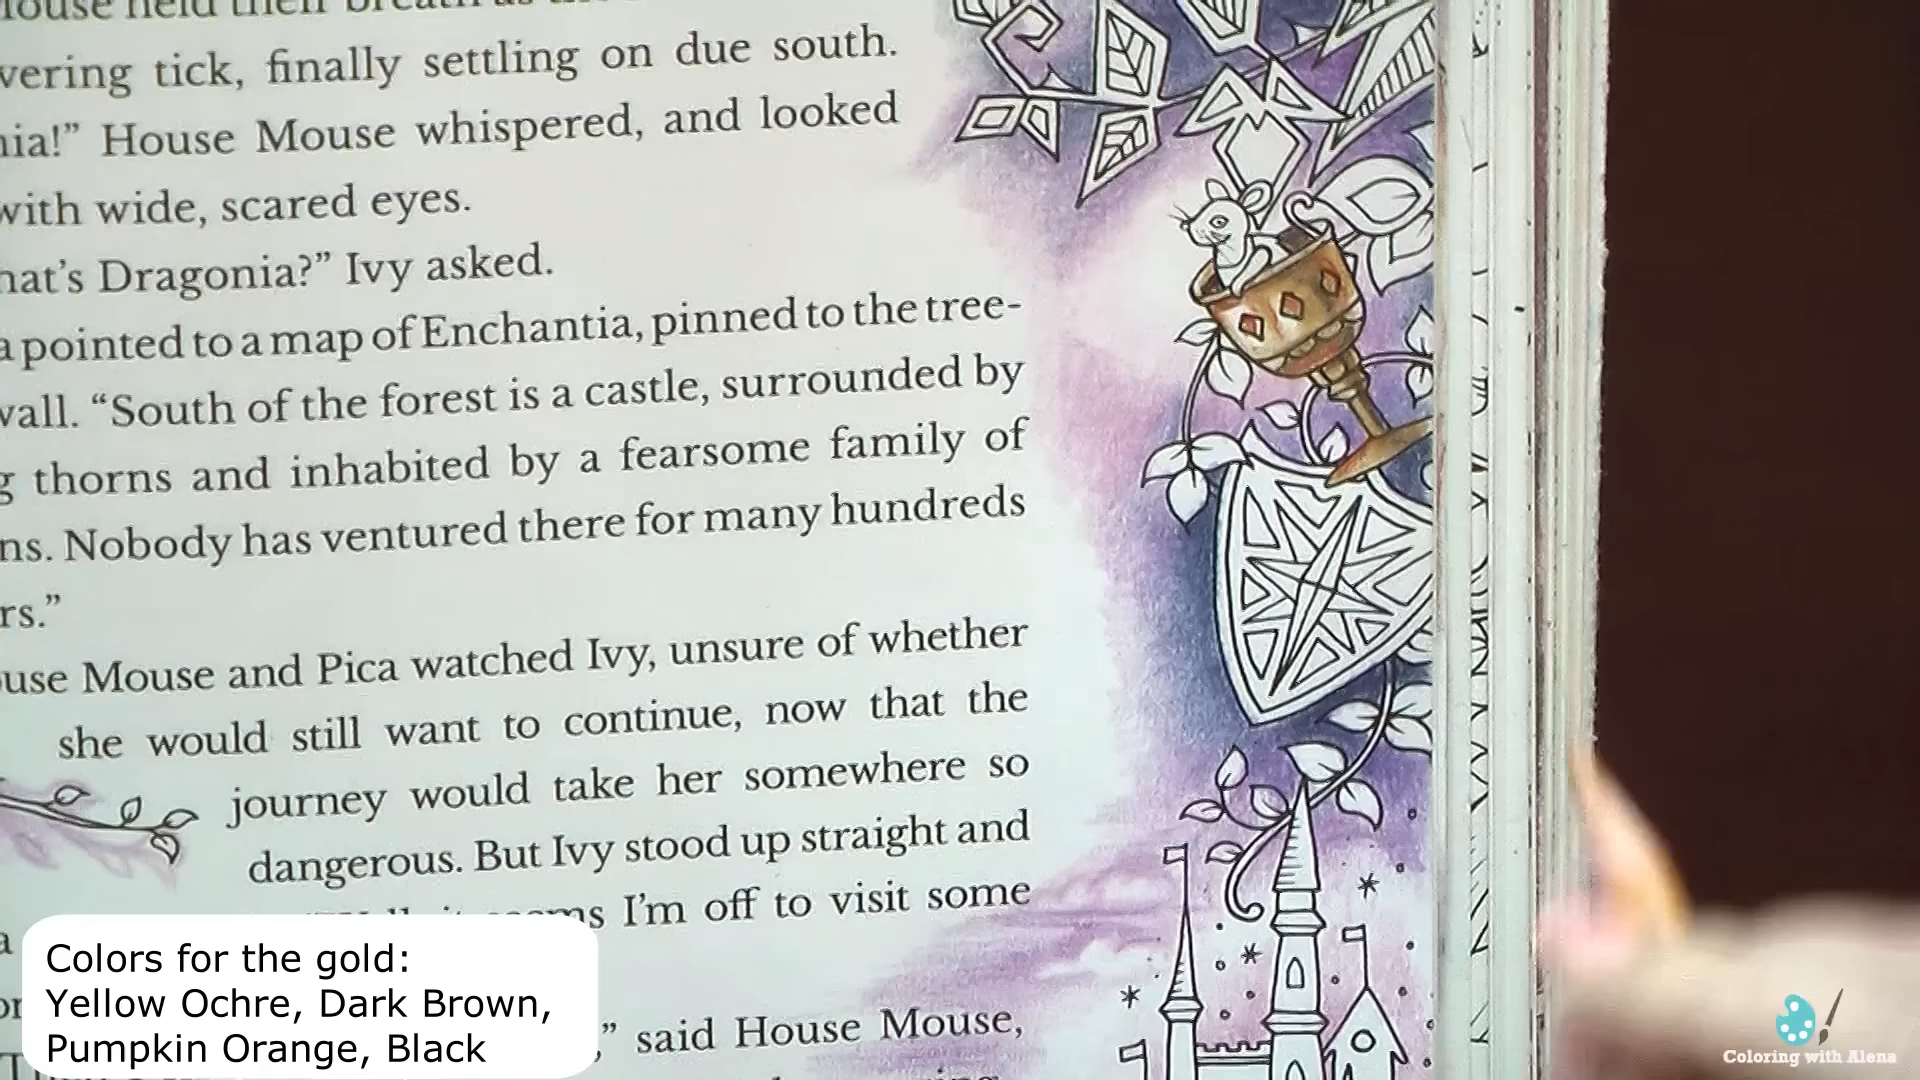 vering tick, finally settling on due south.
nia!” House Mouse whispered, and looked
with wide, scared eyes.
hat’s Dragonia?” Ivy asked.
a pointed to a map of Enchantia, pinned to the tree-
wall. “South of the forest is a castle, surrounded by
g thorns and inhabited by a fearsome family of
ns. Nobody has ventured there for many hundreds
rs.”
ouse Mouse and Pica watched Ivy, unsure of whether
she would still want to continue, now that the
journey would take her somewhere so
dangerous. But Ivy stood up straight and
I’m off to visit some
” said House Mouse,
Colors for the gold:
Yellow Ochre, Dark Brown,
Pumpkin Orange, Black
Coloring with Alena